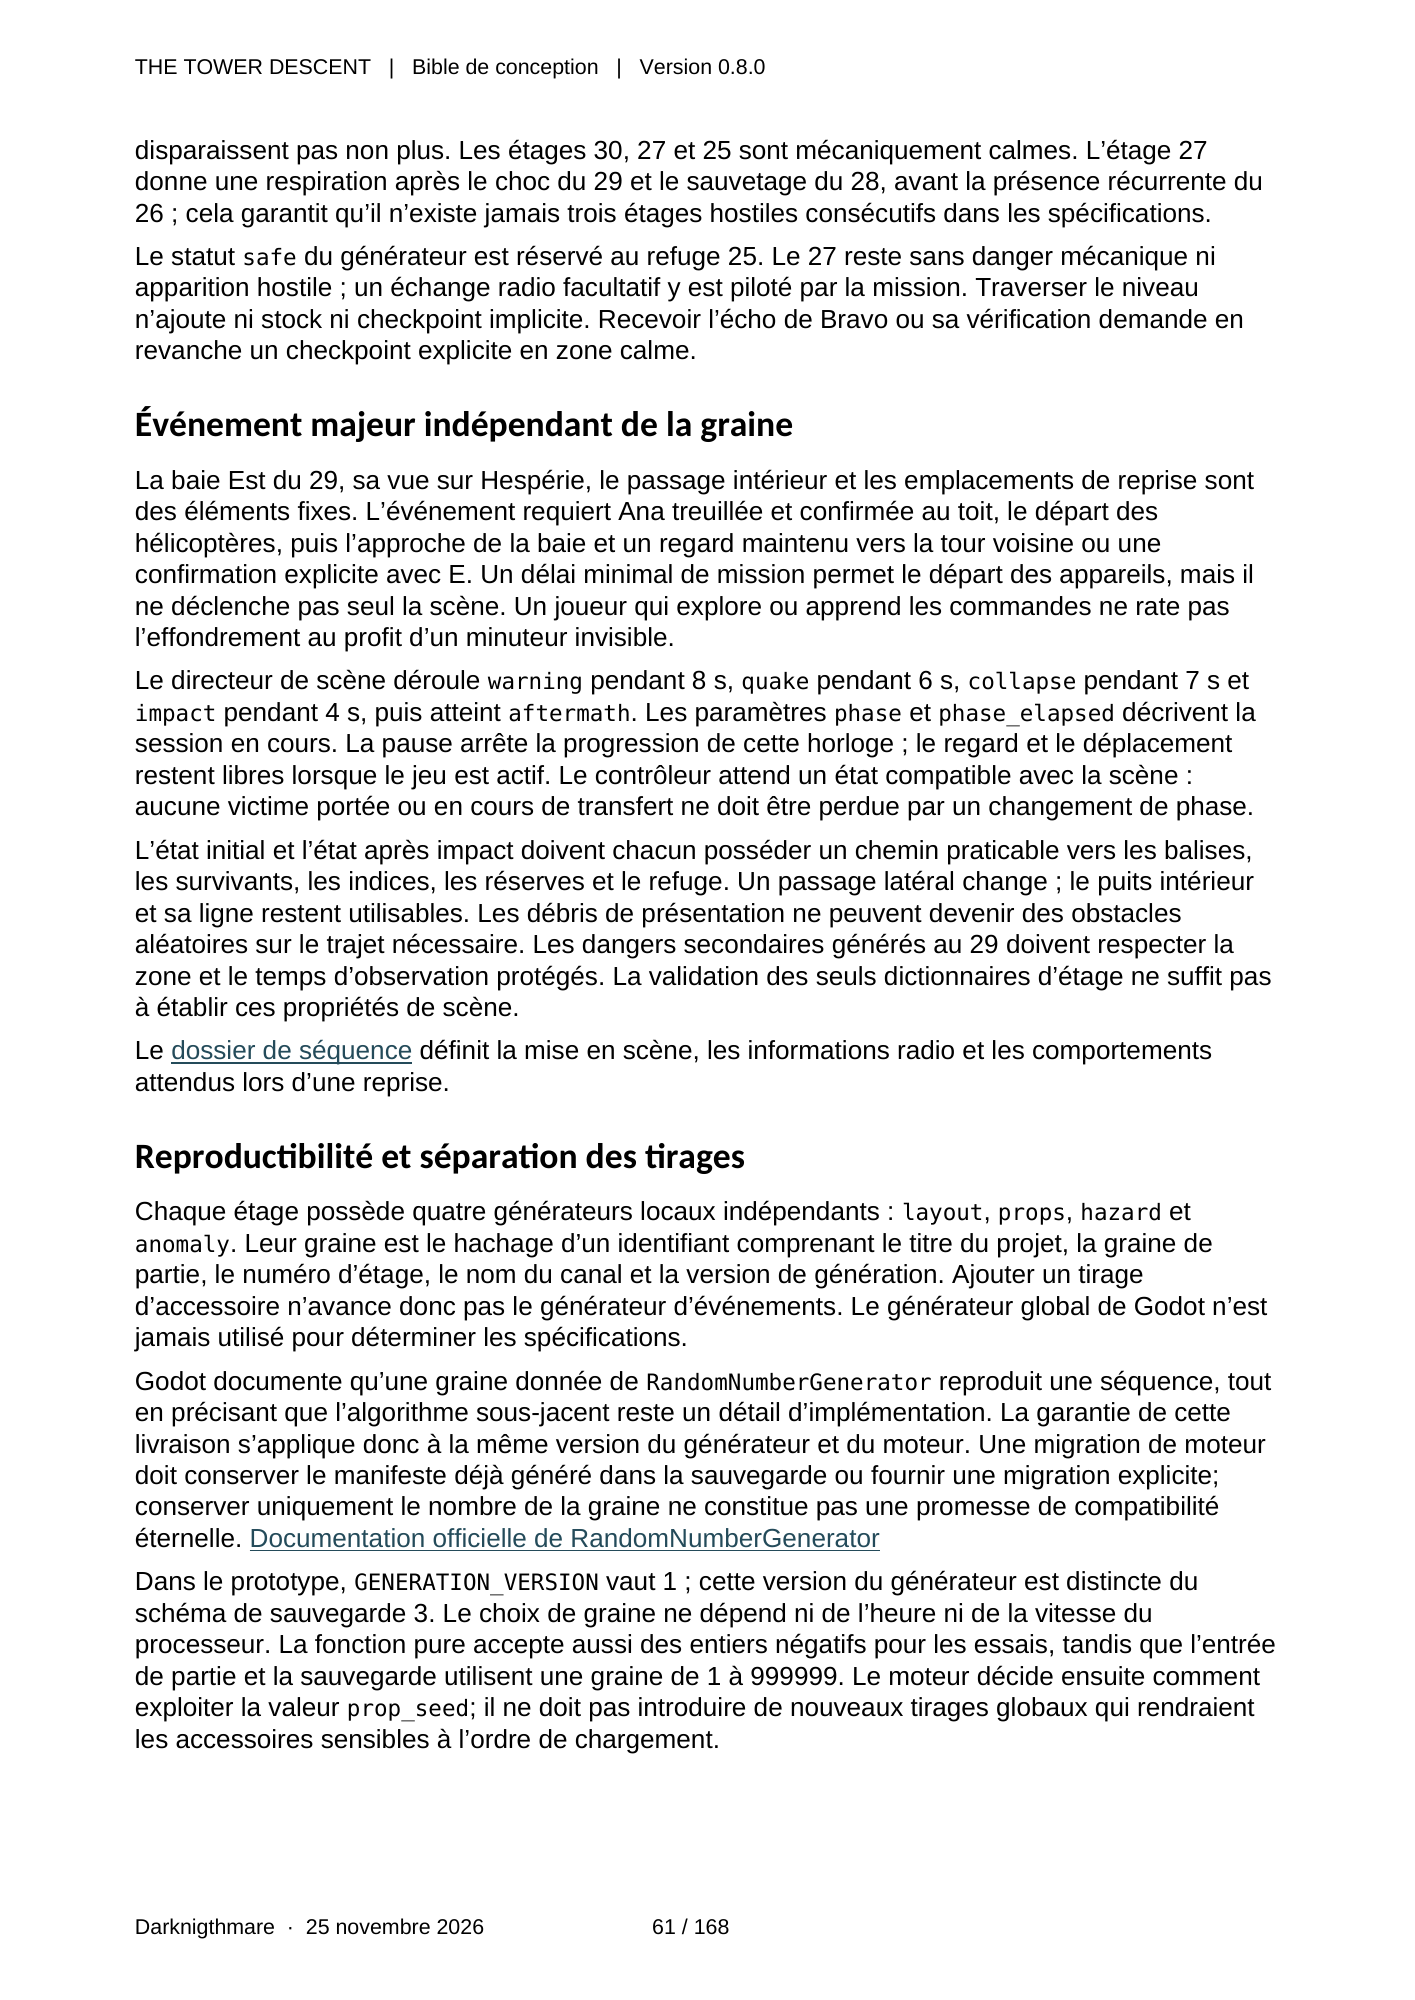 THE TOWER DESCENT | Bible de conception | Version 0.8.0
disparaissent pas non plus. Les étages 30, 27 et 25 sont mécaniquement calmes. L’étage 27
donne une respiration après le choc du 29 et le sauvetage du 28, avant la présence récurrente du
26 ; cela garantit qu’il n’existe jamais trois étages hostiles consécutifs dans les spécifications.
Le statut safe du générateur est réservé au refuge 25. Le 27 reste sans danger mécanique ni
apparition hostile ; un échange radio facultatif y est piloté par la mission. Traverser le niveau
n’ajoute ni stock ni checkpoint implicite. Recevoir l’écho de Bravo ou sa vérification demande en
revanche un checkpoint explicite en zone calme.
Événement majeur indépendant de la graine
La baie Est du 29, sa vue sur Hespérie, le passage intérieur et les emplacements de reprise sont
des éléments fixes. L’événement requiert Ana treuillée et confirmée au toit, le départ des
hélicoptères, puis l’approche de la baie et un regard maintenu vers la tour voisine ou une
confirmation explicite avec E. Un délai minimal de mission permet le départ des appareils, mais il
ne déclenche pas seul la scène. Un joueur qui explore ou apprend les commandes ne rate pas
l’effondrement au profit d’un minuteur invisible.
Le directeur de scène déroule warning pendant 8 s, quake pendant 6 s, collapse pendant 7 s et
impact pendant 4 s, puis atteint aftermath. Les paramètres phase et phase_elapsed décrivent la
session en cours. La pause arrête la progression de cette horloge ; le regard et le déplacement
restent libres lorsque le jeu est actif. Le contrôleur attend un état compatible avec la scène :
aucune victime portée ou en cours de transfert ne doit être perdue par un changement de phase.
L’état initial et l’état après impact doivent chacun posséder un chemin praticable vers les balises,
les survivants, les indices, les réserves et le refuge. Un passage latéral change ; le puits intérieur
et sa ligne restent utilisables. Les débris de présentation ne peuvent devenir des obstacles
aléatoires sur le trajet nécessaire. Les dangers secondaires générés au 29 doivent respecter la
zone et le temps d’observation protégés. La validation des seuls dictionnaires d’étage ne suffit pas
à établir ces propriétés de scène.
Le dossier de séquence définit la mise en scène, les informations radio et les comportements
attendus lors d’une reprise.
Reproductibilité et séparation des tirages
Chaque étage possède quatre générateurs locaux indépendants : layout, props, hazard et
anomaly. Leur graine est le hachage d’un identifiant comprenant le titre du projet, la graine de
partie, le numéro d’étage, le nom du canal et la version de génération. Ajouter un tirage
d’accessoire n’avance donc pas le générateur d’événements. Le générateur global de Godot n’est
jamais utilisé pour déterminer les spécifications.
Godot documente qu’une graine donnée de RandomNumberGenerator reproduit une séquence, tout
en précisant que l’algorithme sous-jacent reste un détail d’implémentation. La garantie de cette
livraison s’applique donc à la même version du générateur et du moteur. Une migration de moteur
doit conserver le manifeste déjà généré dans la sauvegarde ou fournir une migration explicite;
conserver uniquement le nombre de la graine ne constitue pas une promesse de compatibilité
éternelle. Documentation officielle de RandomNumberGenerator
Dans le prototype, GENERATION_VERSION vaut 1 ; cette version du générateur est distincte du
schéma de sauvegarde 3. Le choix de graine ne dépend ni de l’heure ni de la vitesse du
processeur. La fonction pure accepte aussi des entiers négatifs pour les essais, tandis que l’entrée
de partie et la sauvegarde utilisent une graine de 1 à 999999. Le moteur décide ensuite comment
exploiter la valeur prop_seed; il ne doit pas introduire de nouveaux tirages globaux qui rendraient
les accessoires sensibles à l’ordre de chargement.
Darknigthmare · 25 novembre 2026 61 / 168